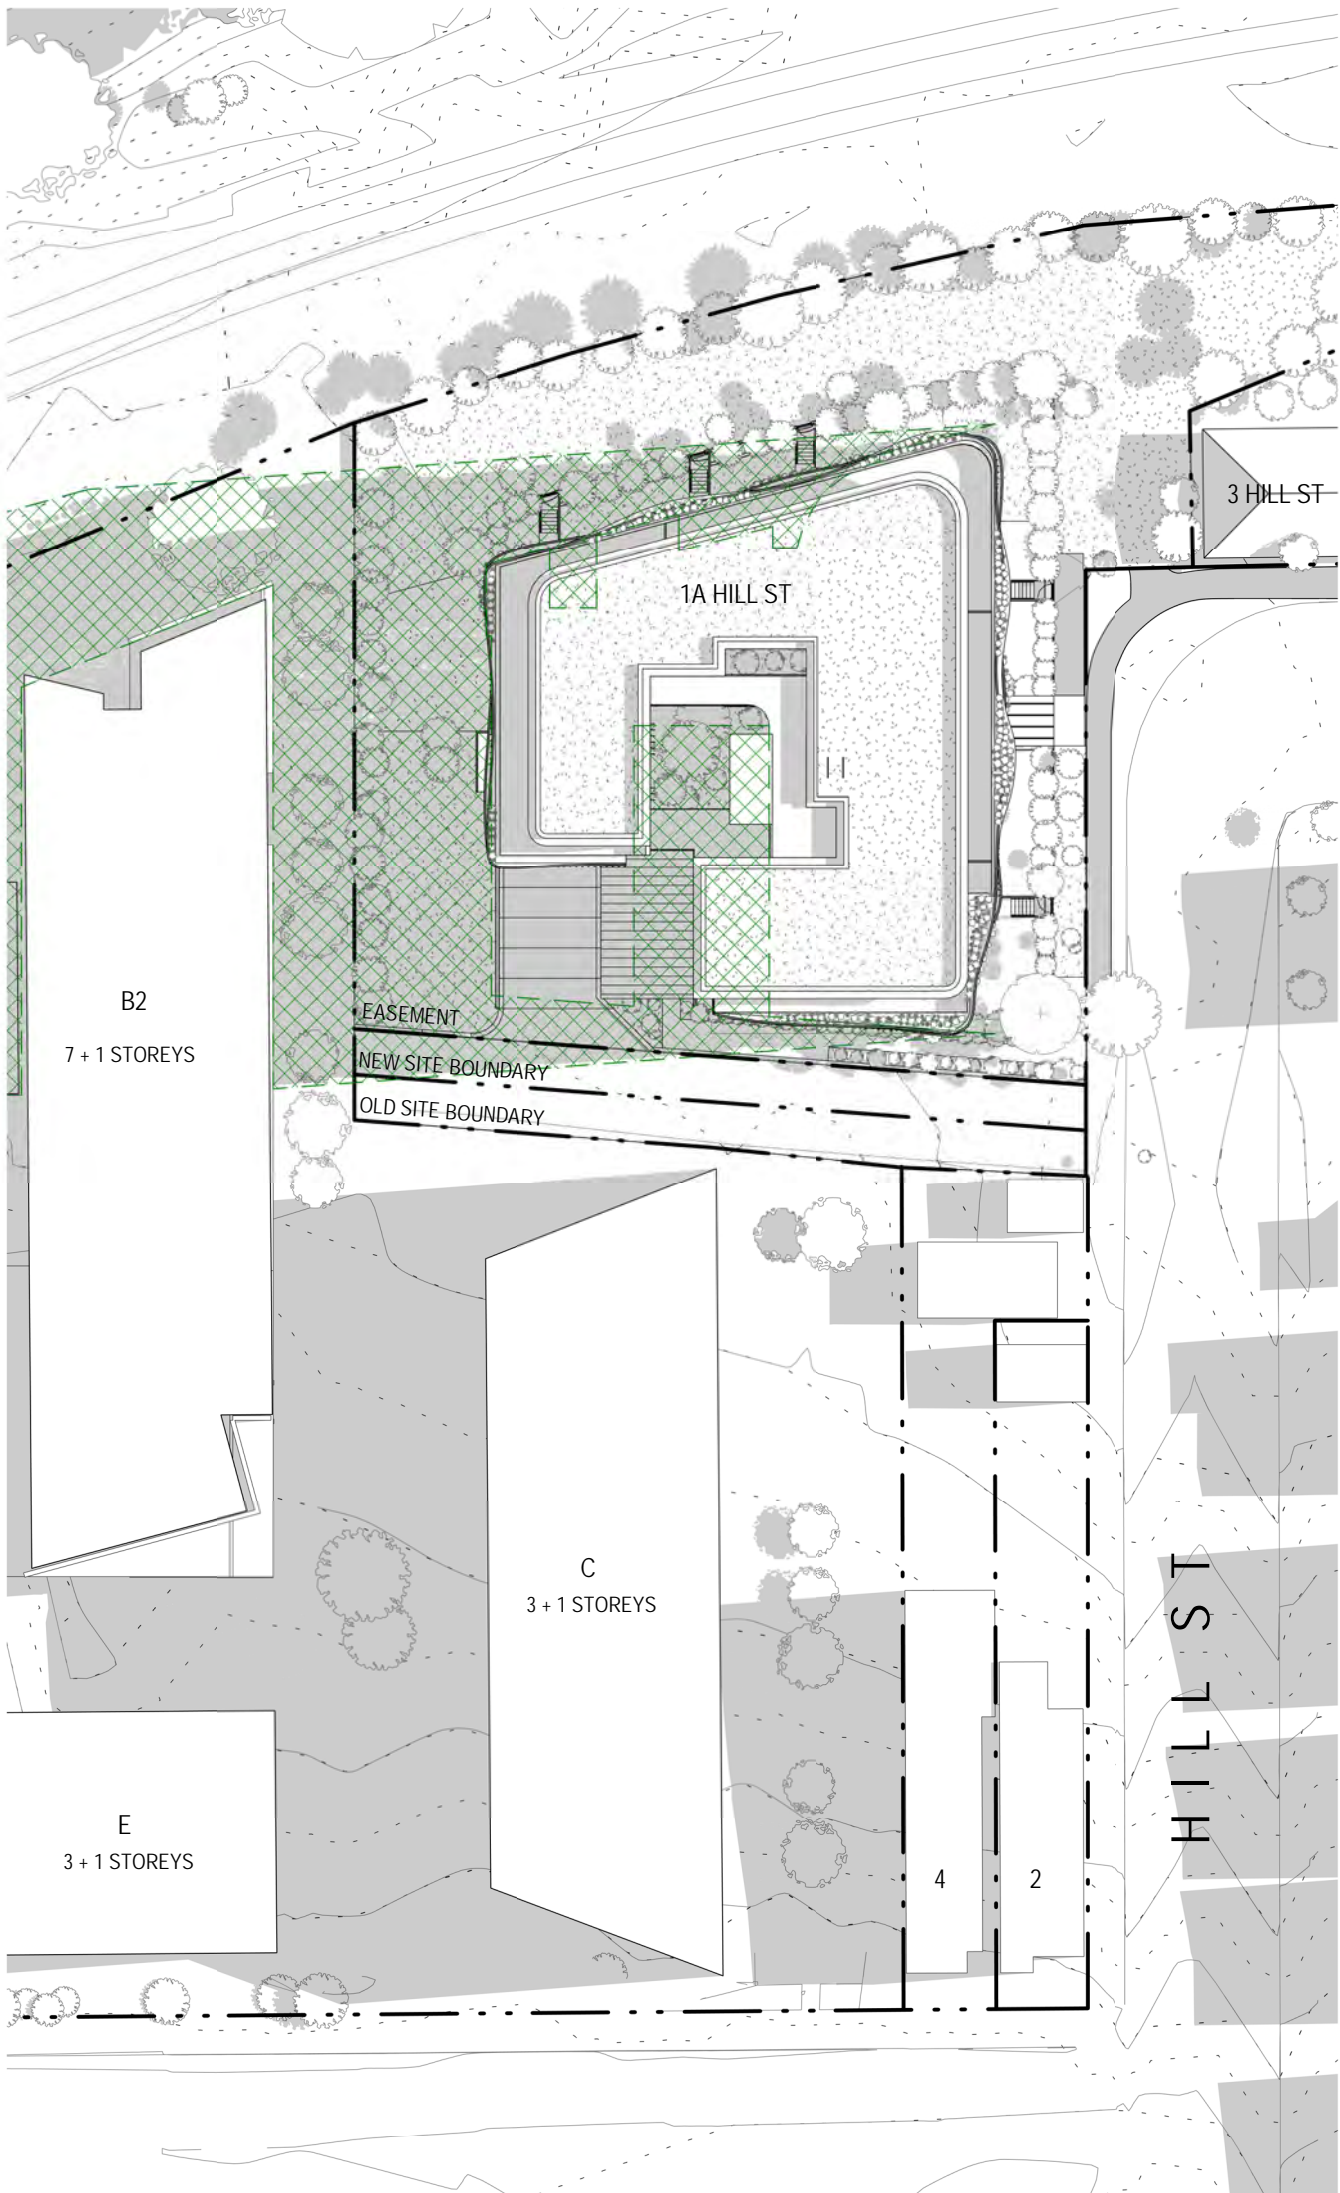 3 HILL ST
1A HILL ST
B2
7 + 1 STOREYS
EASEMENT
NEW SITE BOUNDARY
OLD SITE BOUNDARY
C
3 + 1 STOREYS
HILL ST
E
3 + 1 STOREYS
4
2